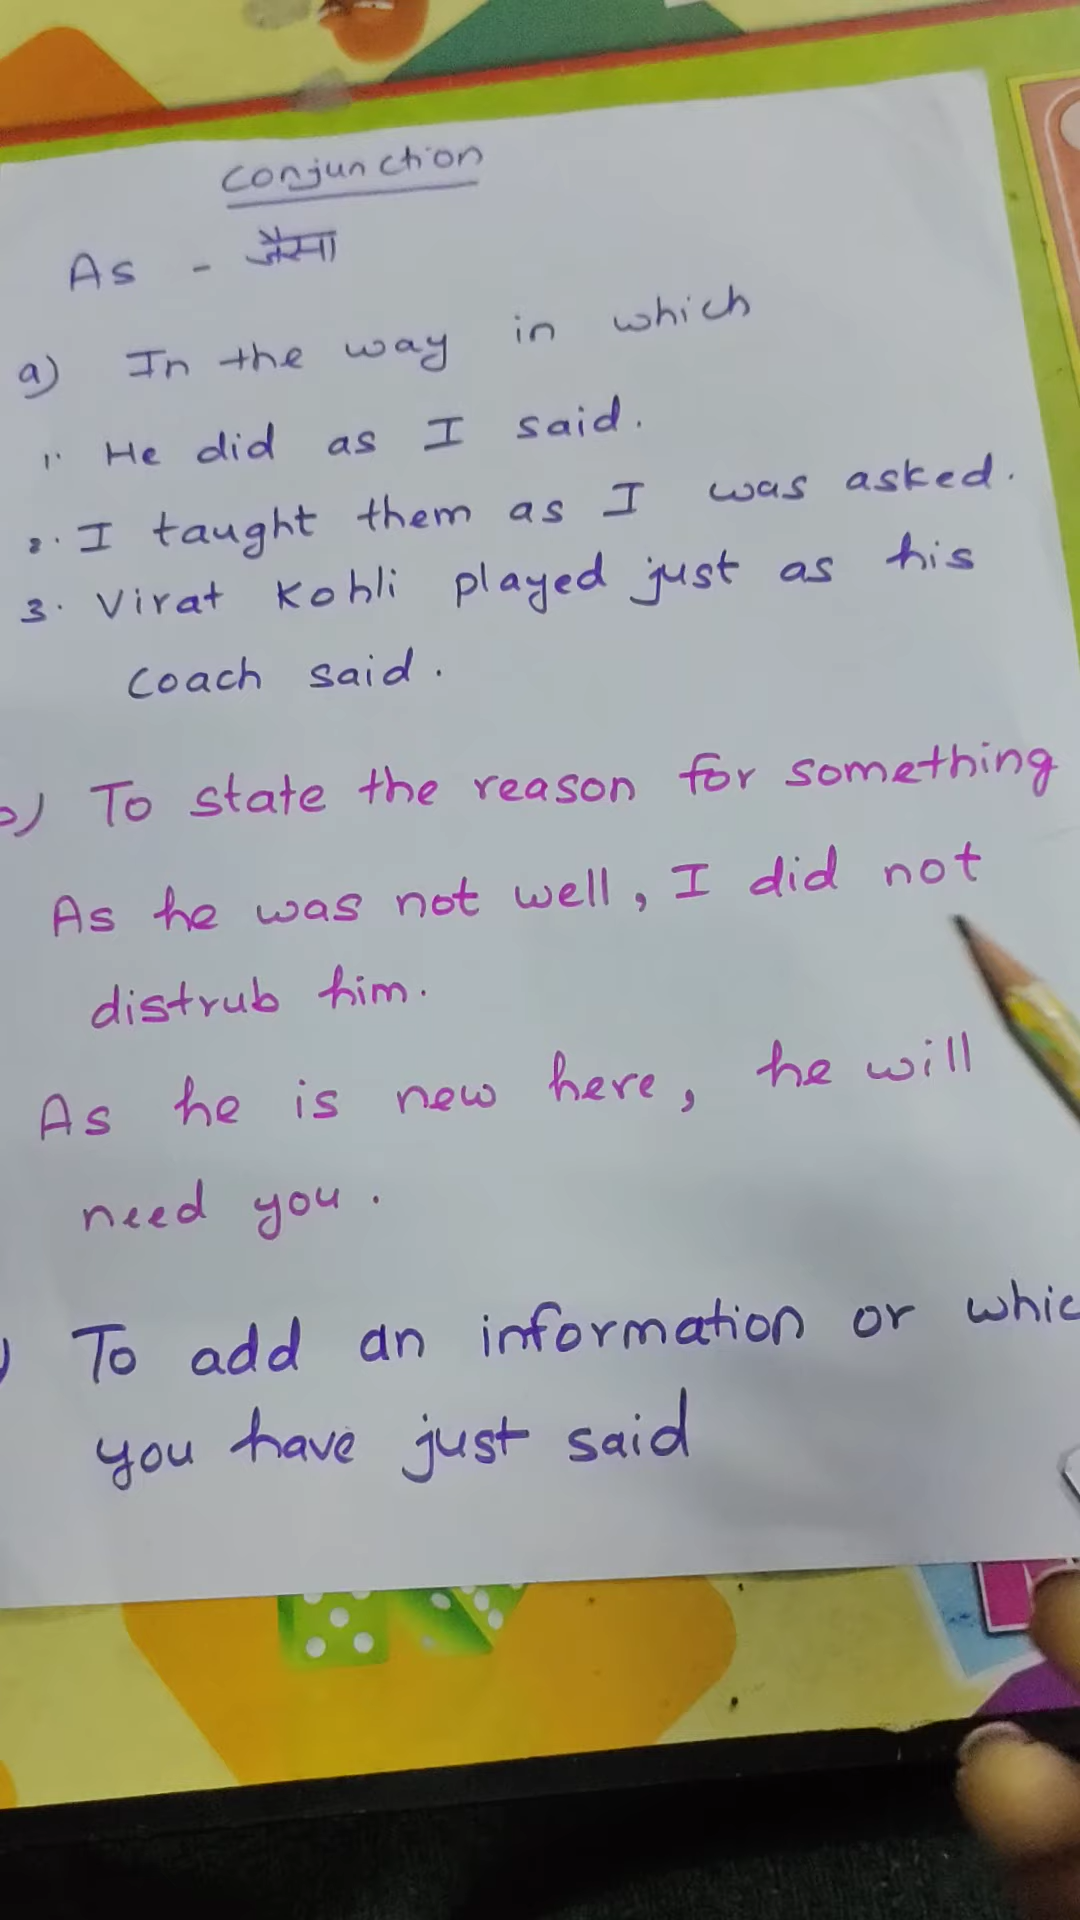 conjunction
As - जैसा
a) In the way in which
1. He did as I said.
2. I taught them as I was asked.
3. Virat Kohli played just as his
coach said.
b) To state the reason for something
As he was not well, I did not
distrub him.
As he is new here, he will
need you.
) To add an information or whic
you have just said